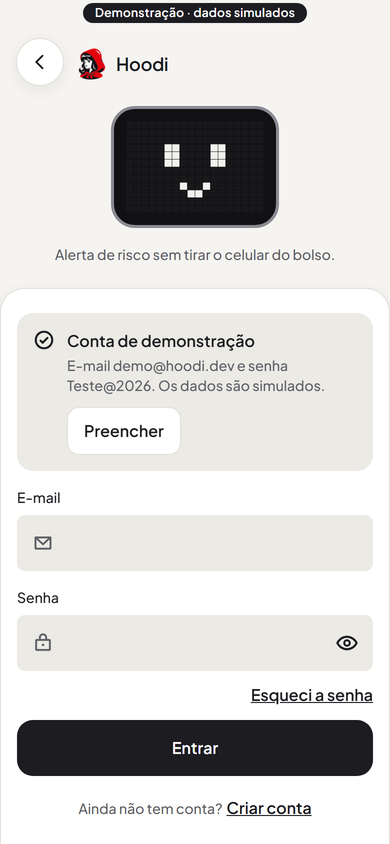 Demonstração · dados simulados
Hoodi
Alerta de risco sem tirar o celular do bolso.
Conta de demonstração
E-mail demo@hoodi.dev e senha
Teste@2026. Os dados são simulados.
Preencher
E-mail
Senha
Esqueci a senha
Entrar
Ainda não tem conta? Criar conta